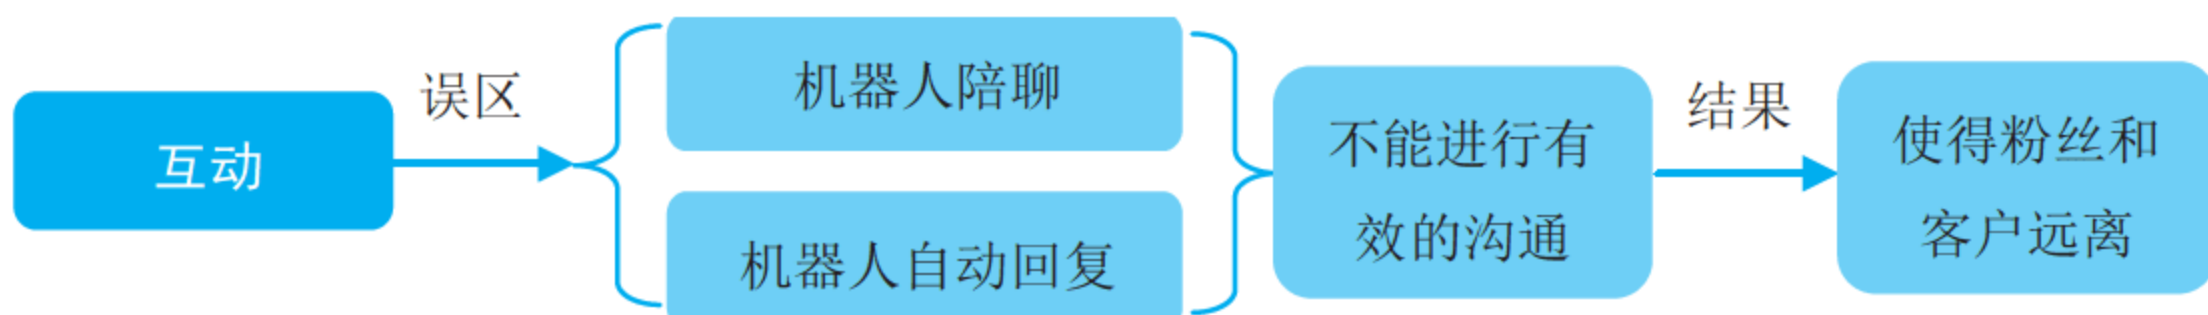 互动
误区
机器人陪聊
机器人自动回复
不能进行有
效的沟通
结果
使得粉丝和
客户远离